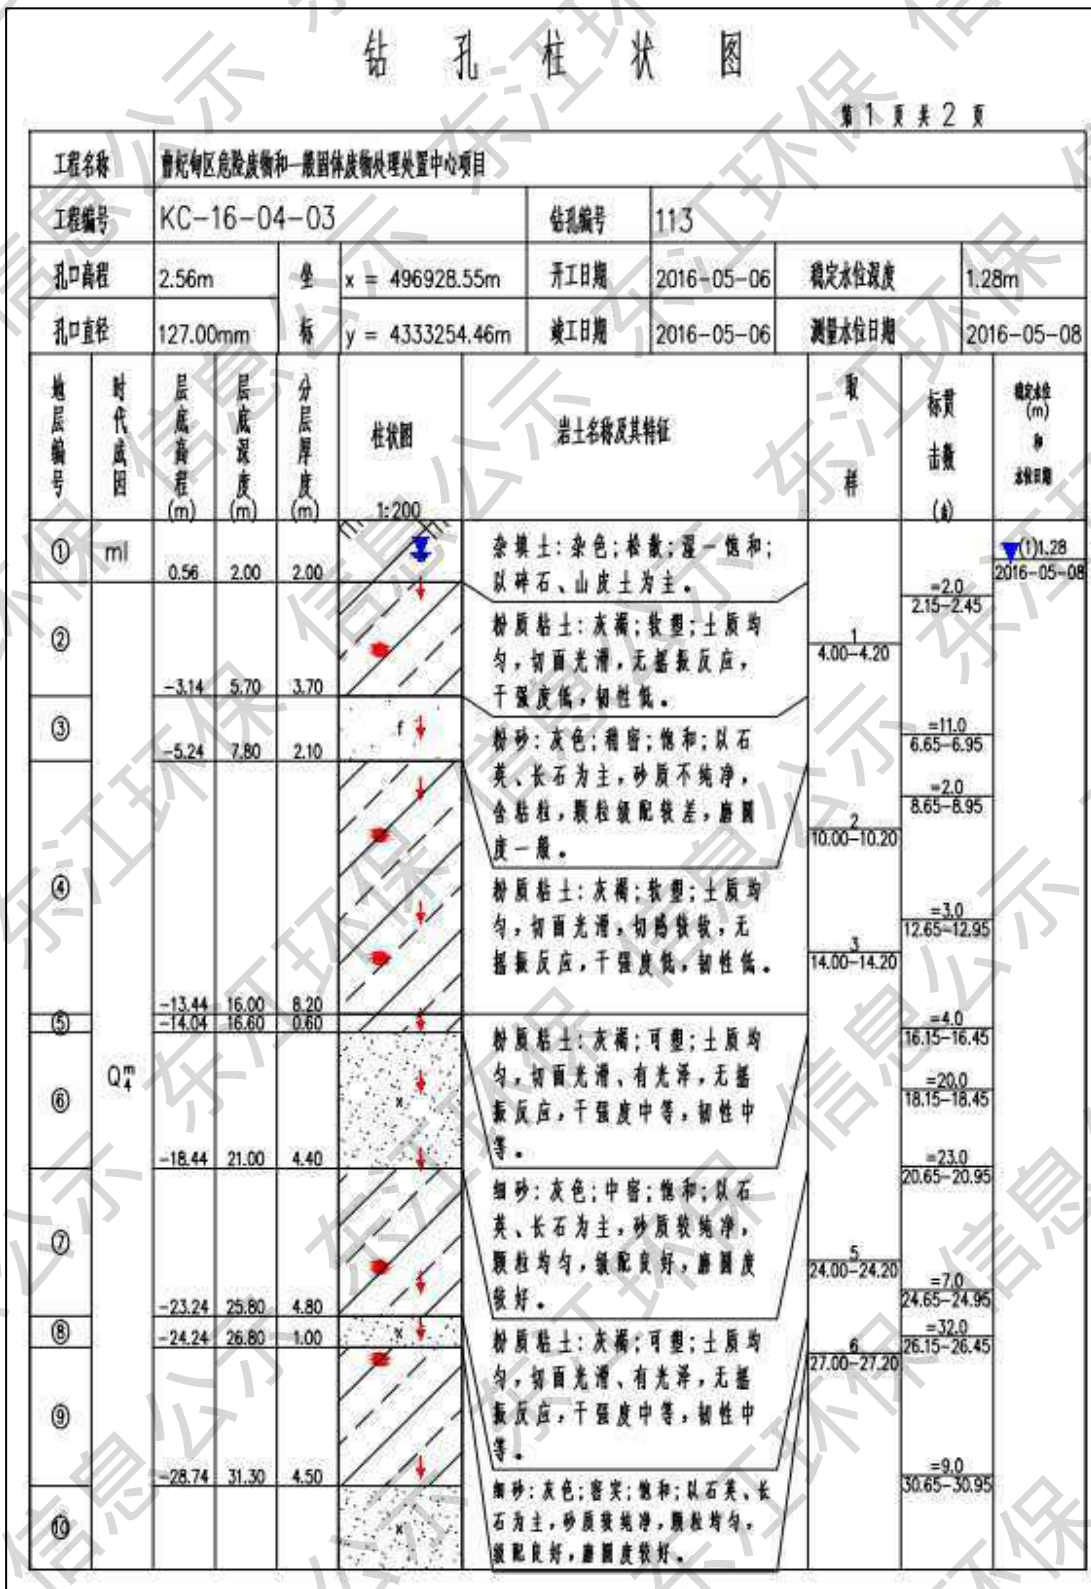 钻孔柱状图
第 1 页 共 2 页
工程名称 曹妃甸区危险废物和一般固体废物处理处置中心项目
工程编号 KC-16-04-03 钻孔编号 113
孔口高程 2.56m 坐 x = 496928.55m 开工日期 2016-05-06 稳定水位深度 1.28m
孔口直径 127.00mm 标 y = 4333254.46m 竣工日期 2016-05-06 测量水位日期 2016-05-08
地层编号 时代成因 层底高程(m) 层底深度(m) 分层厚度(m) 柱状图 1:200 岩土名称及其特征 取样 标贯击数(击) 稳定水位(m)和水位日期
① ml 0.56 2.00 2.00
杂填土:杂色;松散;湿-饱和;
以碎石、山皮土为主。
(1)1.28
2016-05-08
=2.0
2.15-2.45
② -3.14 5.70 3.70
粉质粘土:灰褐;软塑;土质均
匀,切面光滑,无摇振反应,
干强度低,韧性低。
1
4.00-4.20
③ f -5.24 7.80 2.10
粉砂:灰色;稍密;饱和;以石
英、长石为主,砂质不纯净,
含粘粒,颗粒级配较差,磨圆
度一般。
=11.0
6.65-6.95
=2.0
8.65-8.95
2
10.00-10.20
④ -13.44 16.00 8.20
粉质粘土:灰褐;软塑;土质均
匀,切面光滑,切感较软,无
摇振反应,干强度低,韧性低。
=3.0
12.65-12.95
3
14.00-14.20
⑤ -14.04 16.60 0.60
=4.0
16.15-16.45
粉质粘土:灰褐;可塑;土质均
匀,切面光滑、有光泽,无摇
振反应,干强度中等,韧性中
等。
Q₄ᵐ
⑥ x -18.44 21.00 4.40
=20.0
18.15-18.45
=23.0
20.65-20.95
细砂:灰色;中密;饱和;以石
英、长石为主,砂质较纯净,
颗粒均匀,级配良好,磨圆度
较好。
⑦ -23.24 25.80 4.80
5
24.00-24.20
=7.0
24.65-24.95
⑧ x -24.24 26.80 1.00
=32.0
26.15-26.45
粉质粘土:灰褐;可塑;土质均
匀,切面光滑、有光泽,无摇
振反应,干强度中等,韧性中
等。
6
27.00-27.20
⑨ -28.74 31.30 4.50
=9.0
30.65-30.95
⑩ x
细砂:灰色;密实;饱和;以石英、长
石为主,砂质较纯净,颗粒均匀,
级配良好,磨圆度较好。
东江环保 信息公示